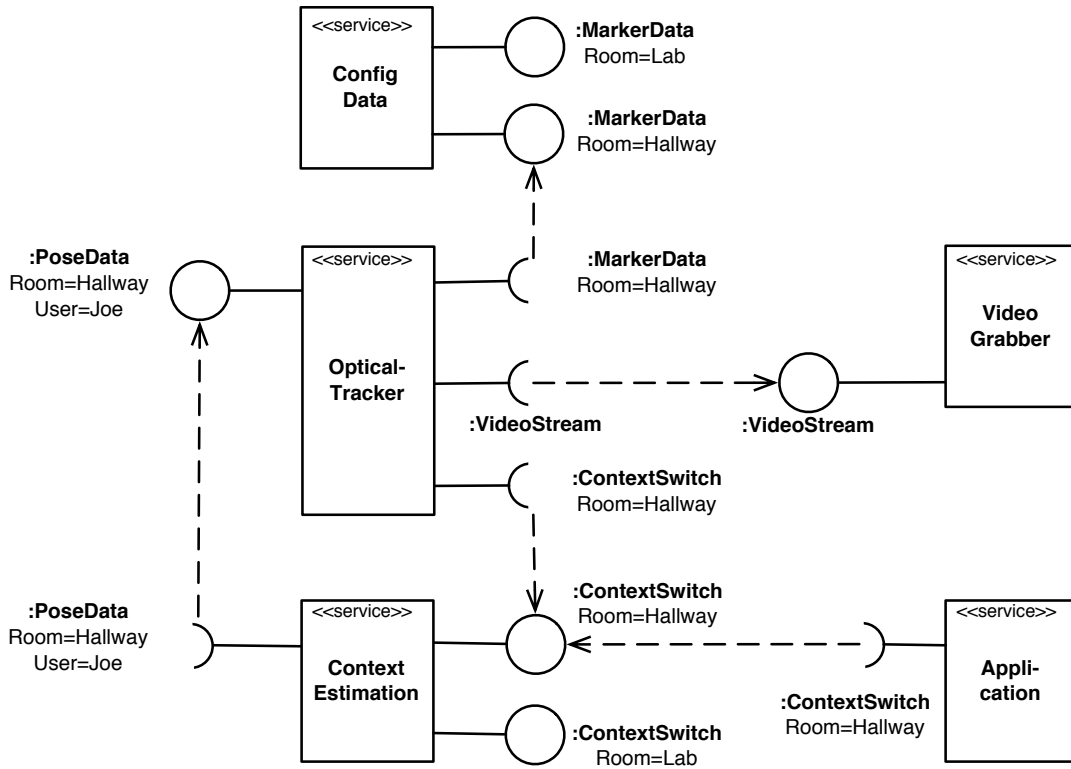 <<service>>
Config
Data
:MarkerData
Room=Lab
:MarkerData
Room=Hallway
:PoseData
Room=Hallway
User=Joe
<<service>>
Optical-
Tracker
:MarkerData
Room=Hallway
<<service>>
Video
Grabber
:VideoStream
:VideoStream
:ContextSwitch
Room=Hallway
:PoseData
Room=Hallway
User=Joe
<<service>>
Context
Estimation
:ContextSwitch
Room=Hallway
<<service>>
Appli-
cation
:ContextSwitch
Room=Hallway
:ContextSwitch
Room=Lab